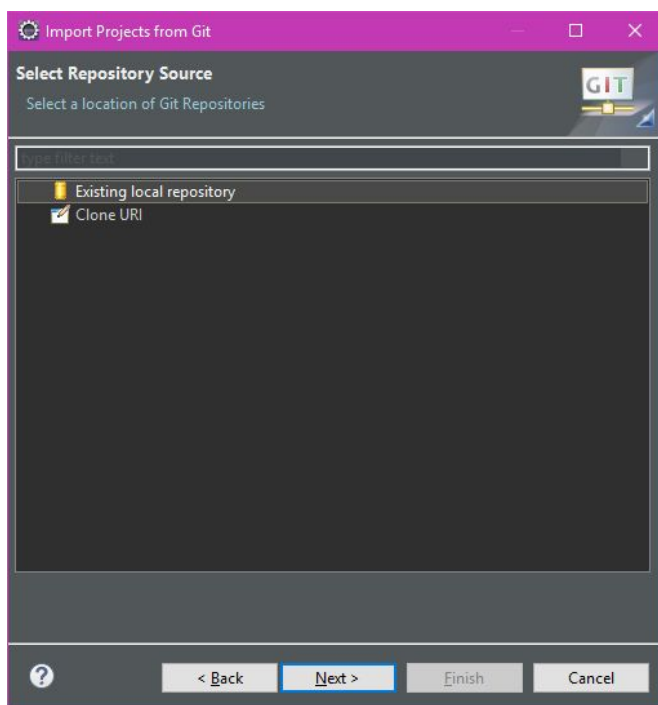 Import Projects from Git
Select Repository Source
Select a location of Git Repositories
GIT
type filter text
Existing local repository
Clone URI
?
< Back
Next >
Finish
Cancel